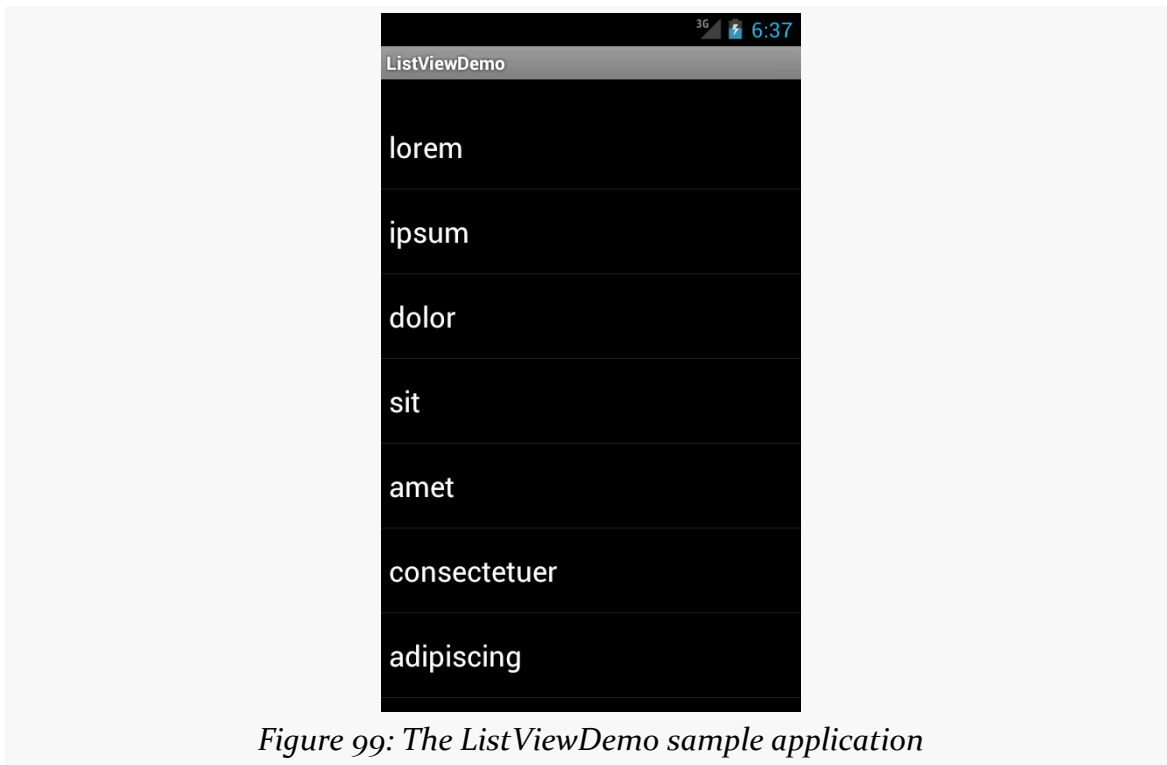 3G 6:37
ListViewDemo
lorem
ipsum
dolor
sit
amet
consectetuer
adipiscing
Figure 99: The ListViewDemo sample application